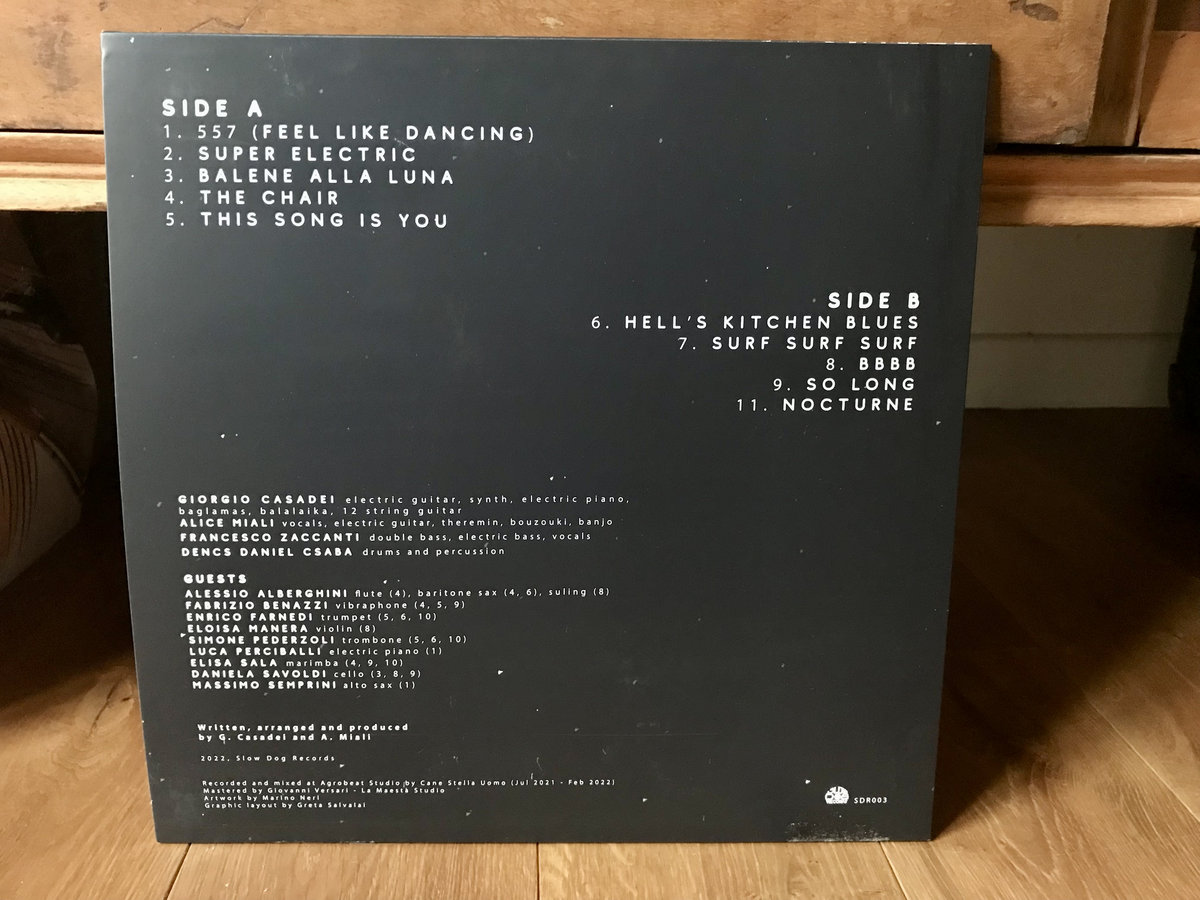 SIDE A
1. 557 (FEEL LIKE DANCING)
2. SUPER ELECTRIC
3. BALENE ALLA LUNA
4. THE CHAIR
5. THIS SONG IS YOU
SIDE B
6. HELL'S KITCHEN BLUES
7. SURF SURF SURF
8. BBBB
9. SO LONG
11. NOCTURNE
GIORGIO CASADEI electric guitar, synth, electric piano,
baglamas, balalaika, 12 string guitar
ALICE MIALI vocals, electric guitar, theremin, bouzouki, banjo
FRANCESCO ZACCANTI double bass, electric bass, vocals
DENCS DANIEL CSABA drums and percussion
GUESTS
ALESSIO ALBERGHINI flute (4), baritone sax (4, 6), suling (8)
FABRIZIO BENAZZI vibraphone (4, 5, 9)
ENRICO FARNEDI trumpet (5, 6, 10)
ELOISA MANERA violin (8)
SIMONE PEDERZOLI trombone (5, 6, 10)
LUCA PERCIBALLI electric piano (1)
ELISA SALA marimba (4, 9, 10)
DANIELA SAVOLDI cello (3, 8, 9)
MASSIMO SEMPRINI alto sax (1)
Written, arranged and produced
by G. Casadei and A. Miali
2022, Slow Dog Records
Recorded and mixed at Agrobeat Studio by Cane Stella Uomo (Jul 2021 - Feb 2022)
Mastered by Giovanni Versari - La Maestà Studio
Artwork by Marino Neri
Graphic layout by Greta Salvalai
SDR003